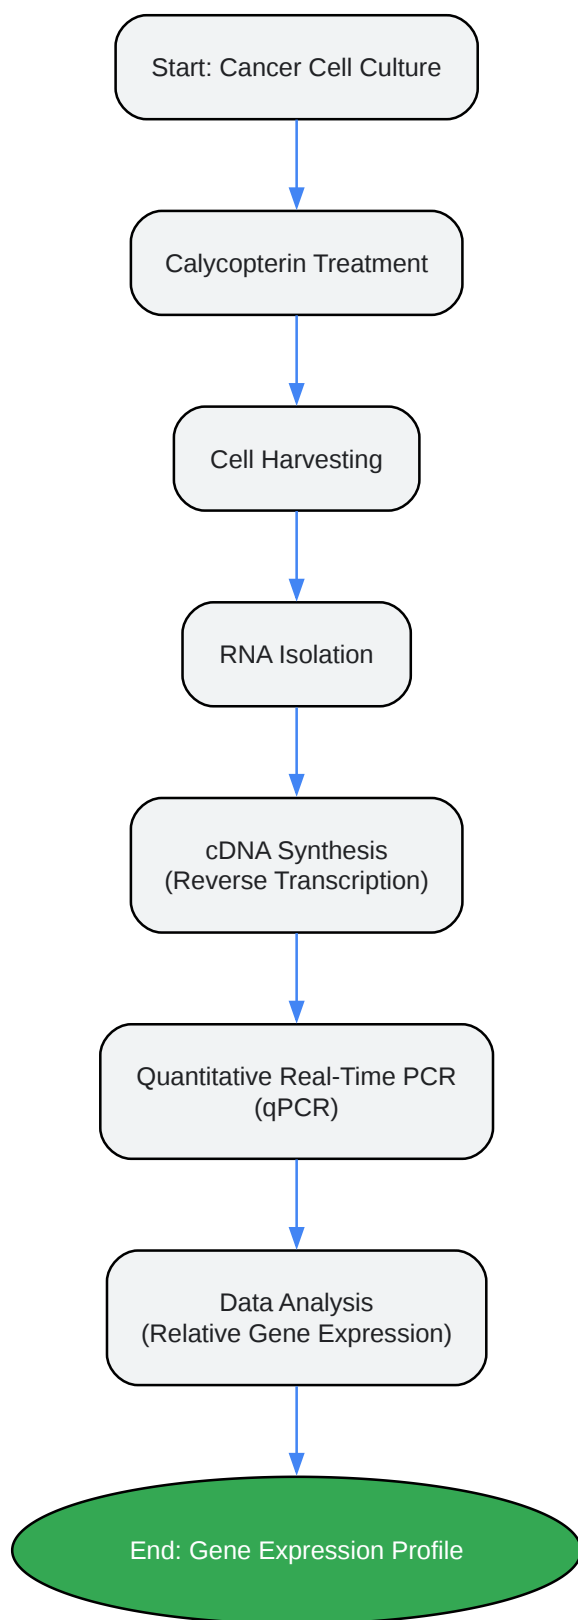 Start: Cancer Cell Culture
Calycopterin Treatment
Cell Harvesting
RNA Isolation
cDNA Synthesis
(Reverse Transcription)
Quantitative Real-Time PCR
(qPCR)
Data Analysis
(Relative Gene Expression)
End: Gene Expression Profile